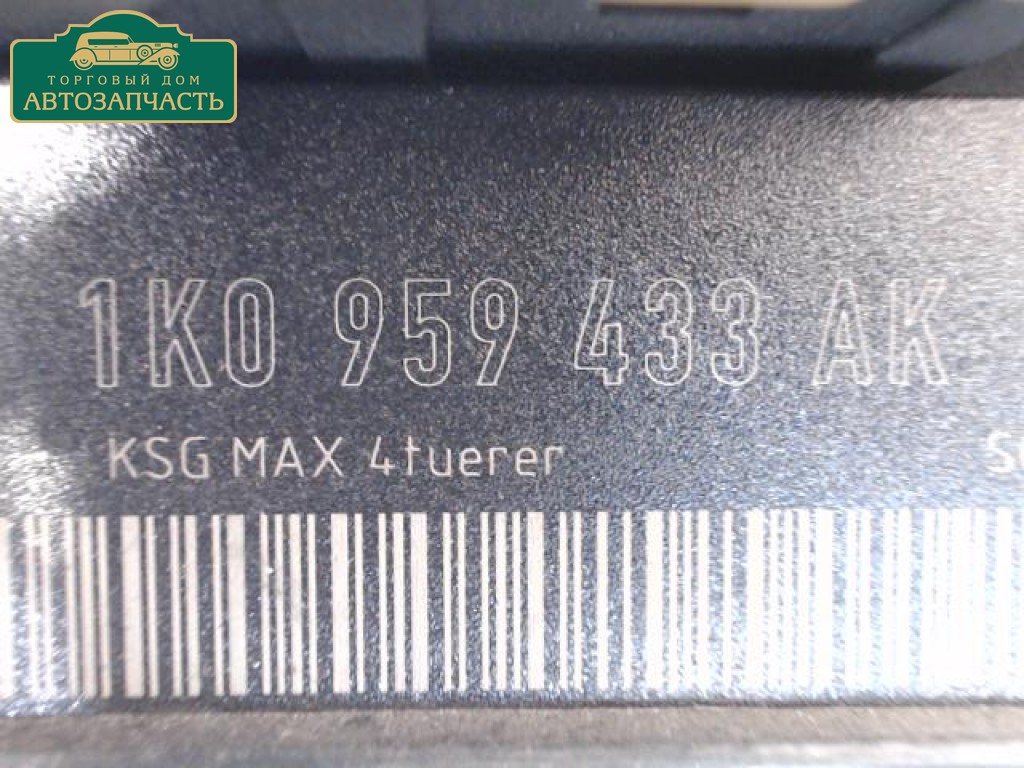 ТОРГОВЫЙ ДОМ
АВТОЗАПЧАСТЬ
1K0 959 433 AK
KSG MAX 4tuerer